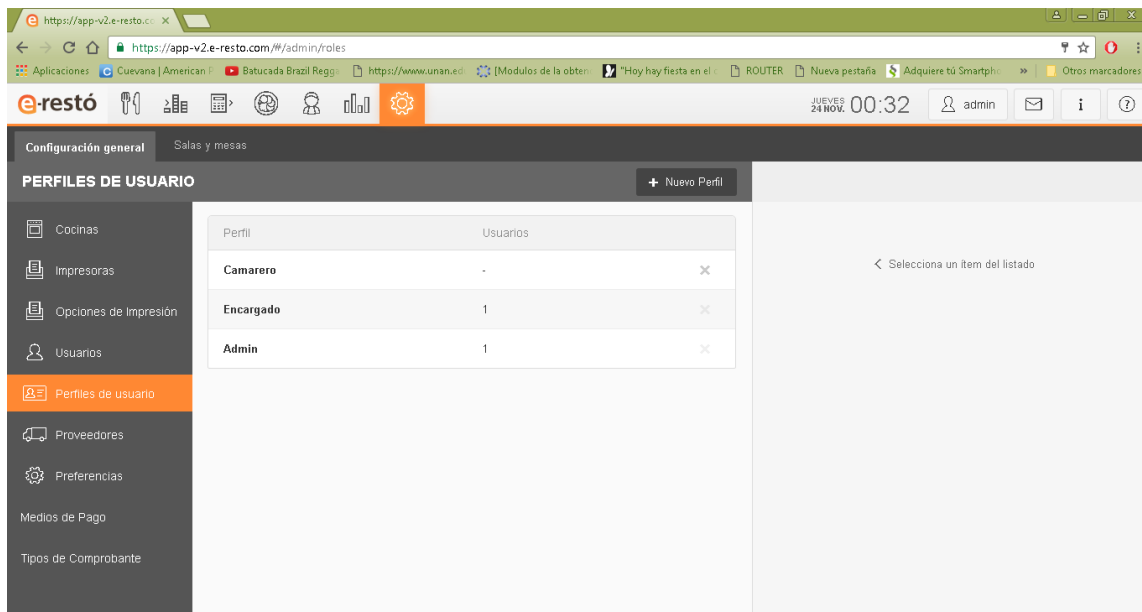 https://app-v2.e-resto.co
https://app-v2.e-resto.com/#/admin/roles
Aplicaciones Cuevana | American Batucada Brazil Regg https://www.unan.ed [Modulos de la obten "Hoy hay fiesta en el ROUTER Nueva pestaña Adquiere tú Smartpho » Otros marcadores
e-restó JUEVES 24 NOV. 00:32 admin
Configuración general Salas y mesas
PERFILES DE USUARIO + Nuevo Perfil
Cocinas
Impresoras
Opciones de Impresión
Usuarios
Perfiles de usuario
Proveedores
Preferencias
Medios de Pago
Tipos de Comprobante
Perfil Usuarios
Camarero -
Encargado 1
Admin 1
Selecciona un ítem del listado